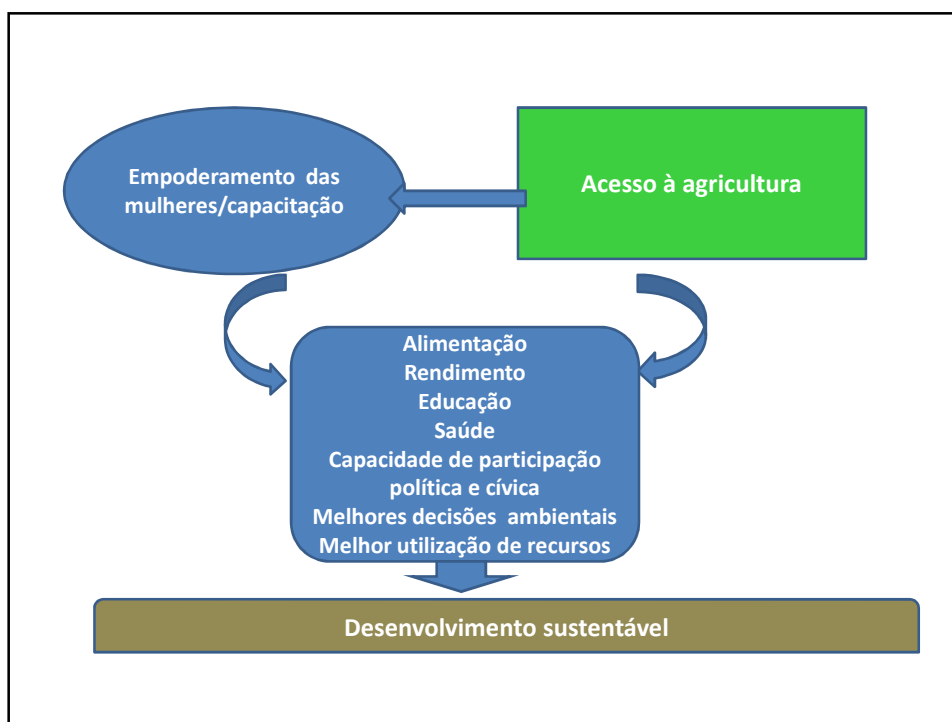 Empoderamento das
mulheres/capacitação
Acesso à agricultura
Alimentação
Rendimento
Educação
Saúde
Capacidade de participação
política e cívica
Melhores decisões ambientais
Melhor utilização de recursos
Desenvolvimento sustentável